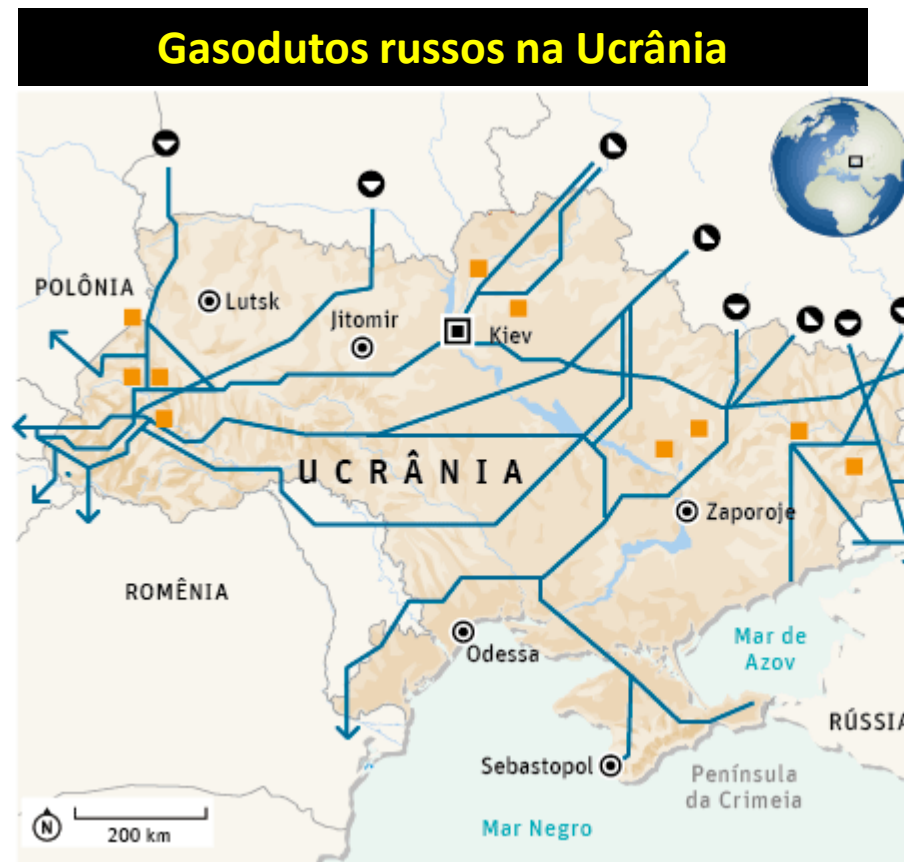 Gasodutos russos na Ucrânia
POLÔNIA
Lutsk
Jitomir
Kiev
UCRÂNIA
Zaporoje
ROMÊNIA
Odessa
Mar de
Azov
RÚSSIA
Sebastopol
Península
da Crimeia
Mar Negro
N
200 km